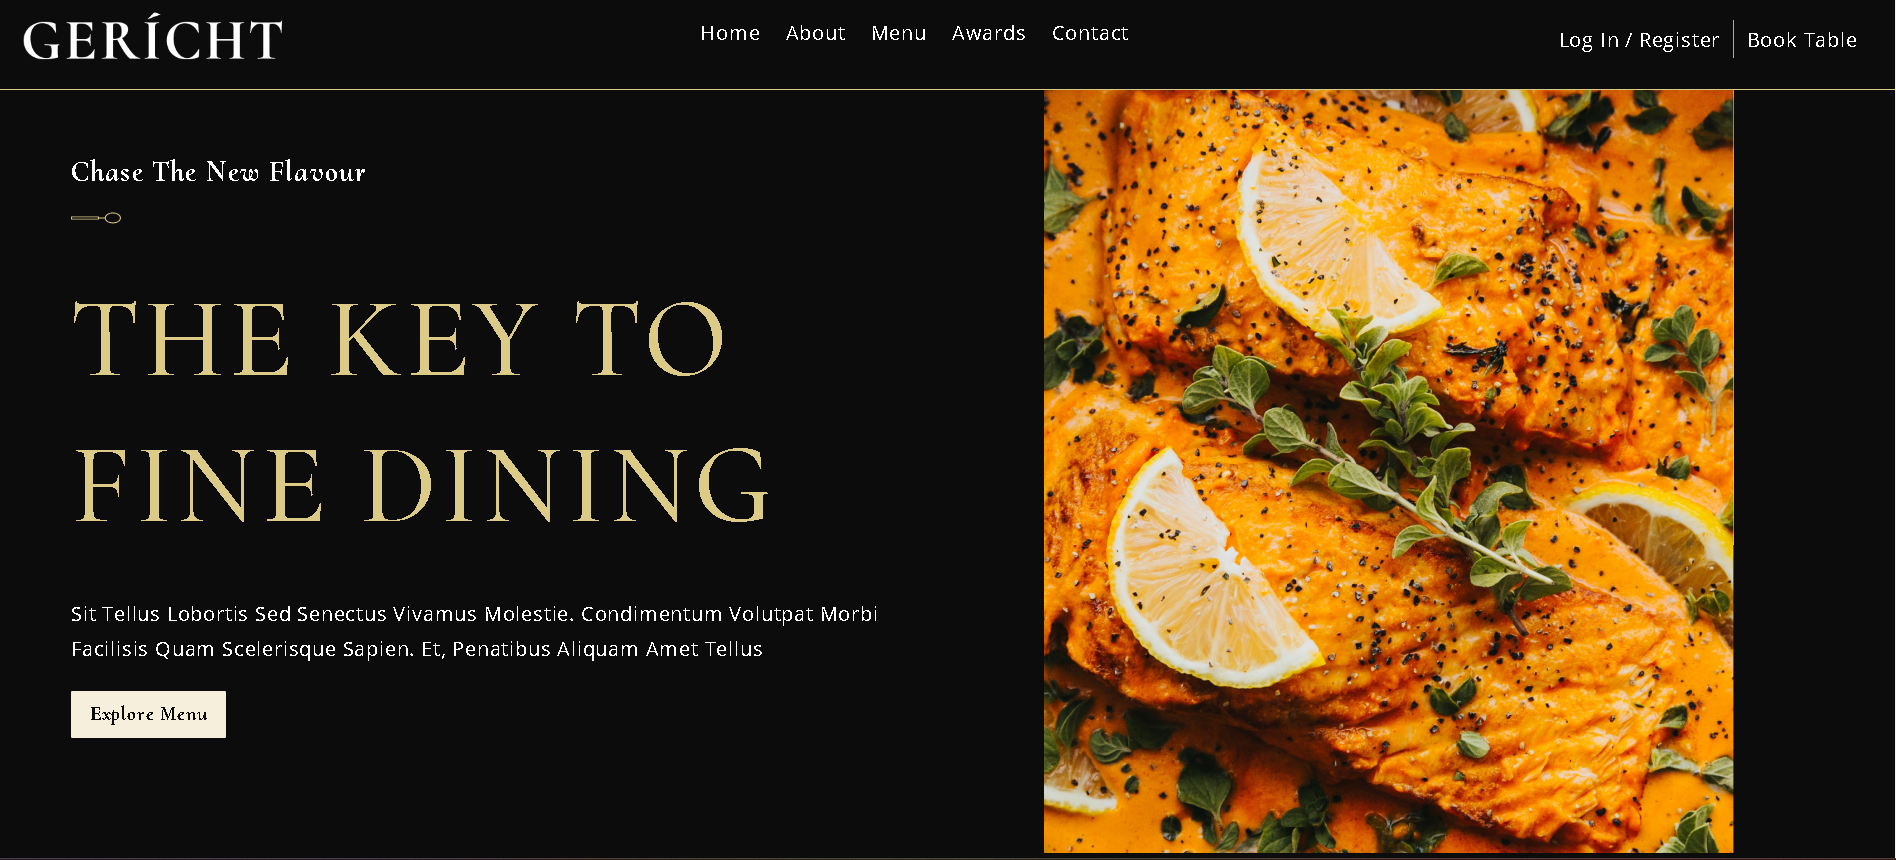 GERÍCHT
Home About Menu Awards Contact
Log In / Register Book Table
Chase The New Flavour
THE KEY TO
FINE DINING
Sit Tellus Lobortis Sed Senectus Vivamus Molestie. Condimentum Volutpat Morbi
Facilisis Quam Scelerisque Sapien. Et, Penatibus Aliquam Amet Tellus
Explore Menu